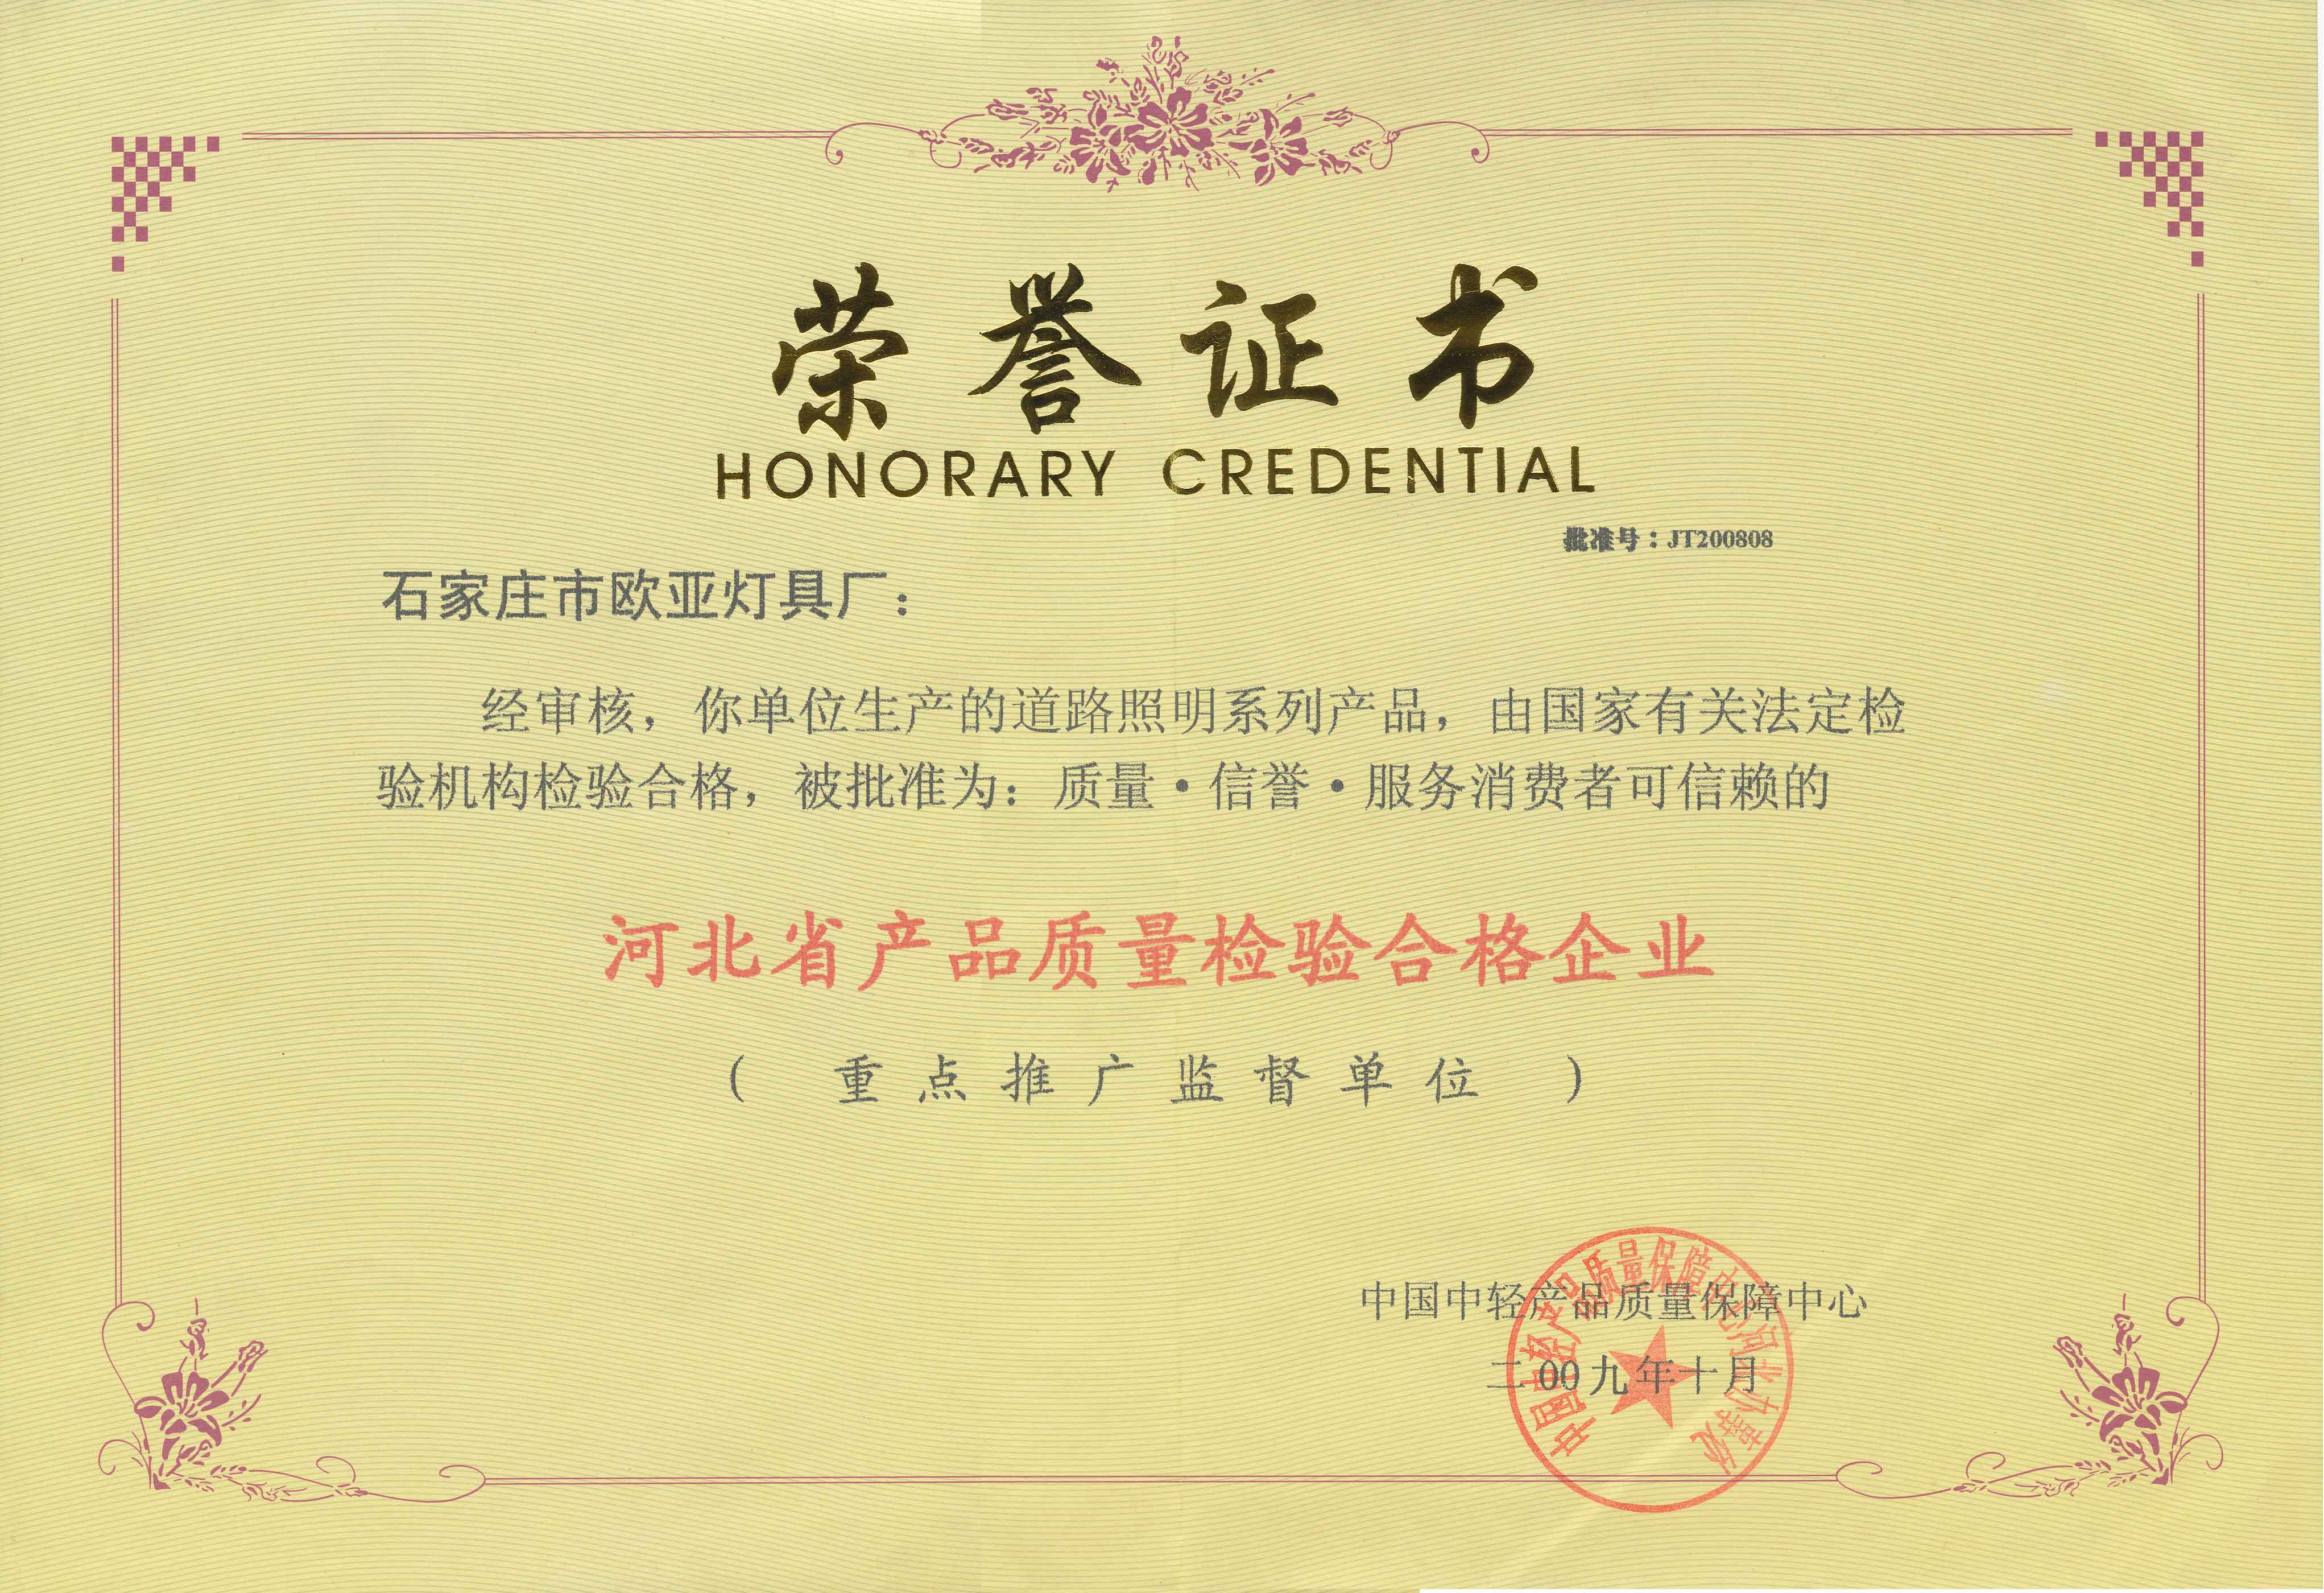 荣誉证书
HONORARY CREDENTIAL
批准号：JT200808
石家庄市欧亚灯具厂：
经审核，你单位生产的道路照明系列产品，由国家有关法定检
验机构检验合格，被批准为：质量·信誉·服务消费者可信赖的
河北省产品质量检验合格企业
（ 重点推广监督单位 ）
中国中轻产品质量保障中心
二00九年十月
中国中轻产品质量保障中心河北办事处